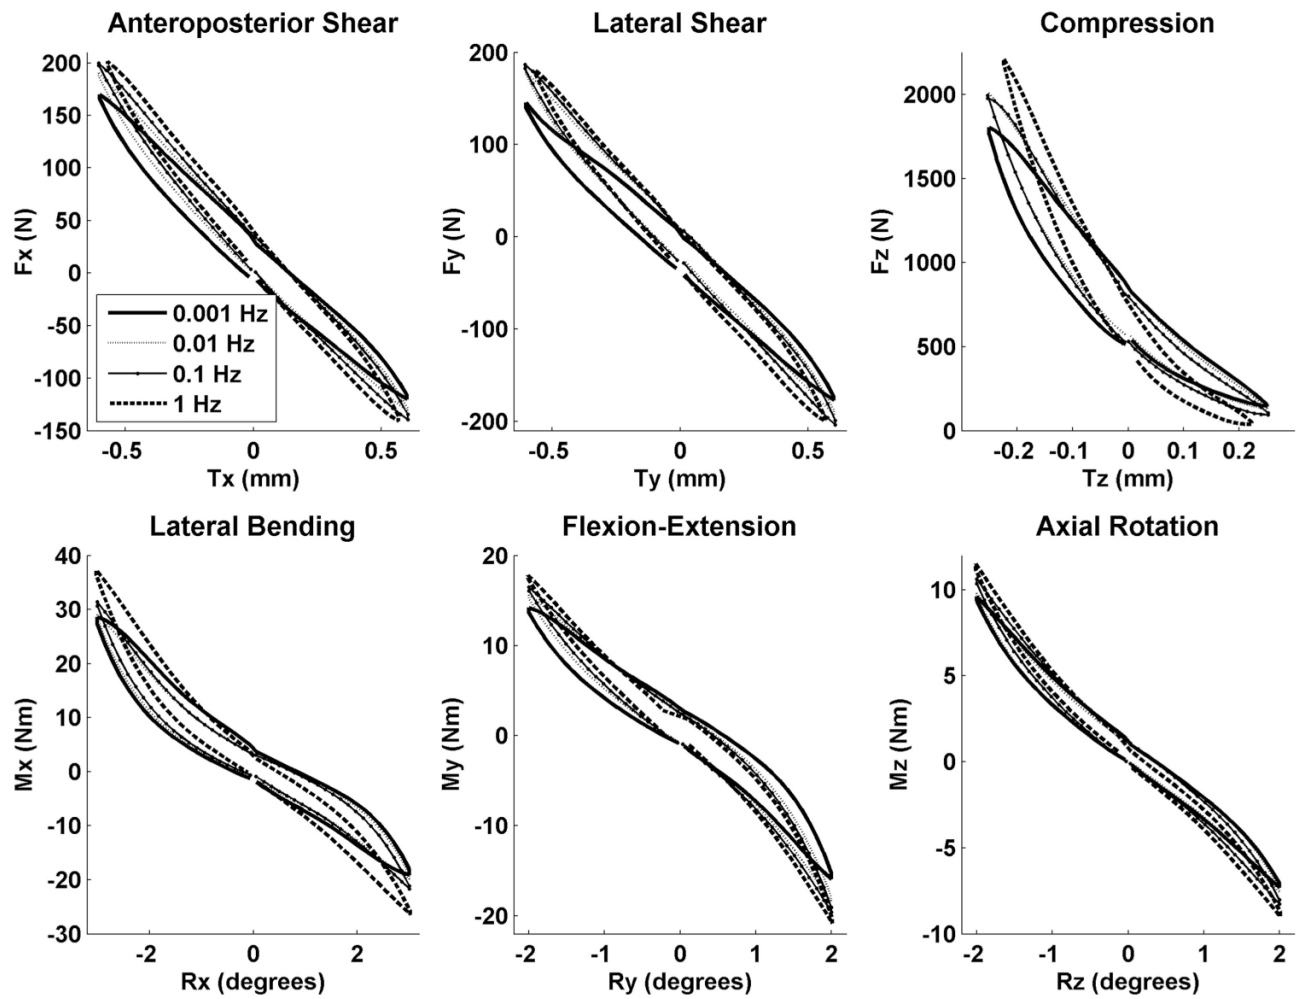 Anteroposterior Shear
200
150
100
50
0
-50
-100
-150
Fx (N)
-0.5
0
0.5
Tx (mm)
0.001 Hz
0.01 Hz
0.1 Hz
1 Hz
Lateral Shear
200
100
0
-100
-200
Fy (N)
-0.5
0
0.5
Ty (mm)
Compression
2000
1500
1000
500
0
Fz (N)
-0.2
-0.1
0
0.1
0.2
Tz (mm)
Lateral Bending
40
30
20
10
0
-10
-20
-30
Mx (Nm)
-2
0
2
Rx (degrees)
Flexion-Extension
20
10
0
-10
-20
My (Nm)
-2
-1
0
1
2
Ry (degrees)
Axial Rotation
10
5
0
-5
-10
Mz (Nm)
-2
-1
0
1
2
Rz (degrees)